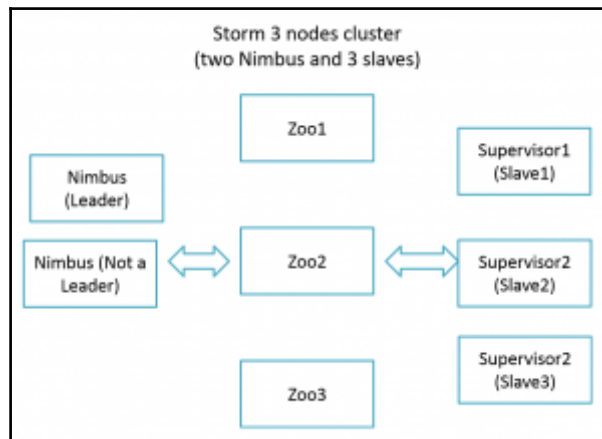 Storm 3 nodes cluster
(two Nimbus and 3 slaves)
Zoo1
Supervisor1
(Slave1)
Nimbus
(Leader)
Nimbus (Not a
Leader)
Zoo2
Supervisor2
(Slave2)
Supervisor2
(Slave3)
Zoo3